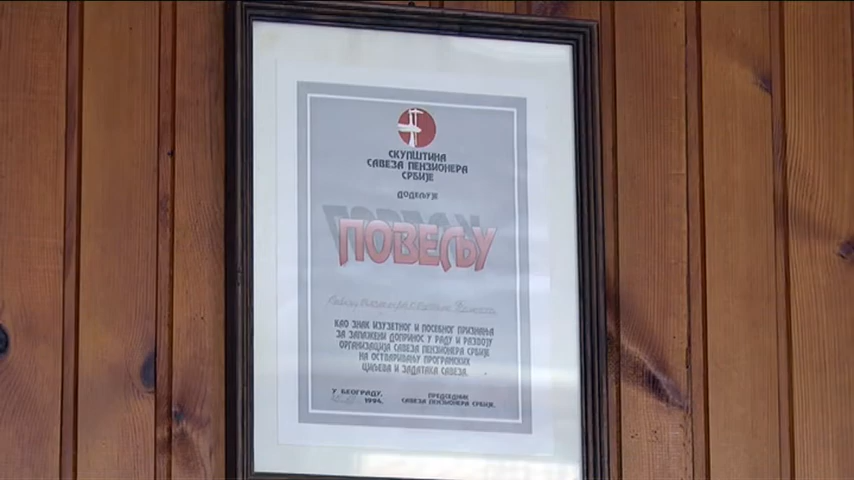 СКУПШТИНА
САВЕЗА ПЕНЗИОНЕРА
СРБИЈЕ
ДОДЕЉУЈЕ
ПОВЕЉУ
КАО ЗНАК ИЗУЗЕТНОГ И ПОСЕБНОГ ПРИЗНАЊА
ЗА ЗАПАЖЕНИ ДОПРИНОС У РАДУ И РАЗВОЈУ
ОРГАНИЗАЦИЈА САВЕЗА ПЕНЗИОНЕРА СРБИЈЕ
НА ОСТВАРИВАЊУ ПРОГРАМСКИХ
ЦИЉЕВА И ЗАДАТАКА САВЕЗА.
У БЕОГРАДУ, ПРЕДСЕДНИК
1994. САВЕЗА ПЕНЗИОНЕРА СРБИЈЕ,